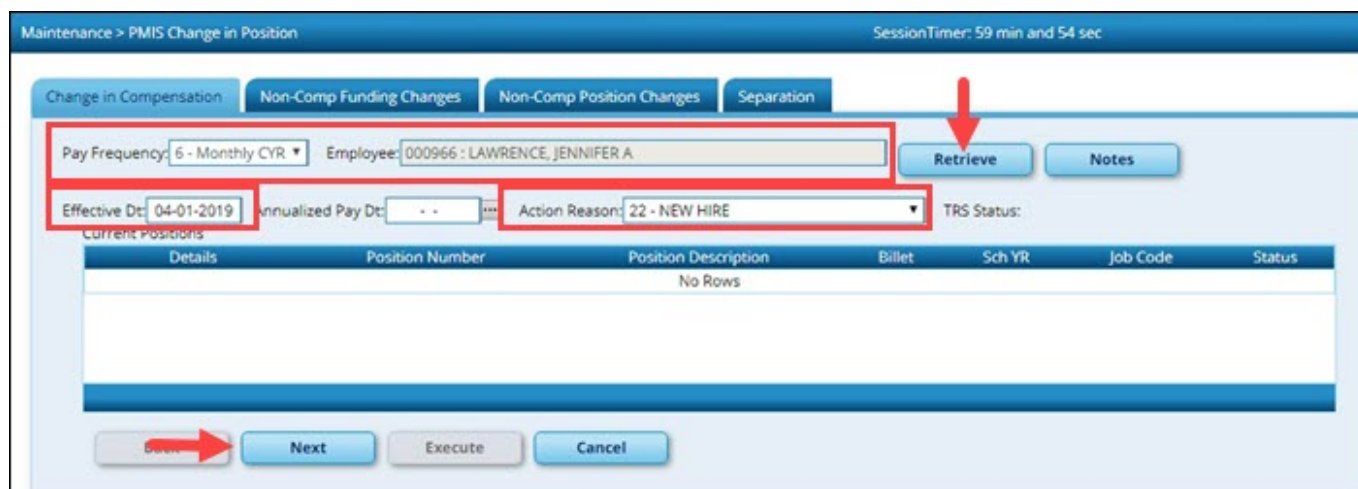 Maintenance > PMIS Change in Position SessionTimer: 59 min and 54 sec
Change in Compensation Non-Comp Funding Changes Non-Comp Position Changes Separation
Pay Frequency: 6 - Monthly CYR Employee: 000966 : LAWRENCE, JENNIFER A Retrieve Notes
Effective Dt: 04-01-2019 Annualized Pay Dt: - - ... Action Reason: 22 - NEW HIRE TRS Status:
Current Positions
Details Position Number Position Description Billet Sch YR Job Code Status
No Rows
Next Execute Cancel